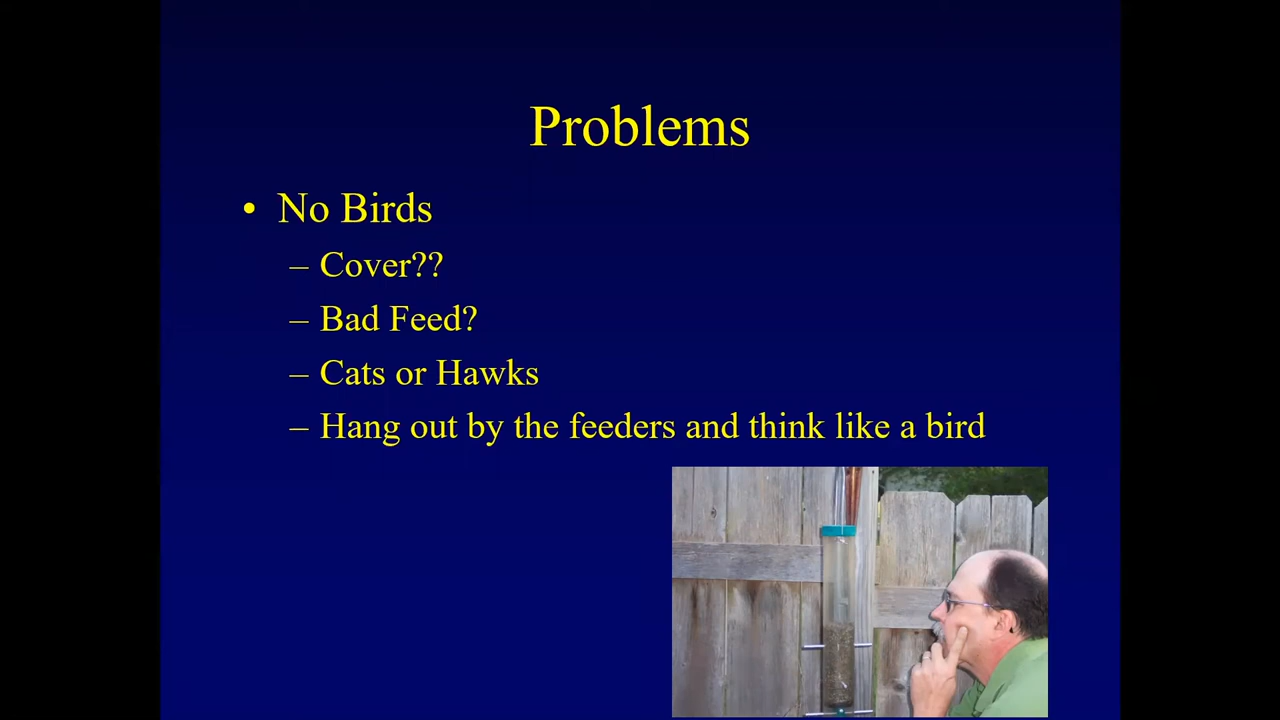 Problems
• No Birds
– Cover??
– Bad Feed?
– Cats or Hawks
– Hang out by the feeders and think like a bird